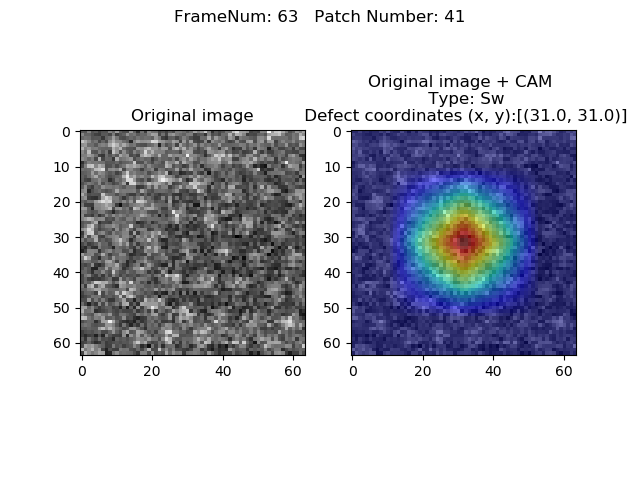 FrameNum: 63   Patch Number: 41
Original image
Original image + CAM
Type: Sw
Defect coordinates (x, y):[(31.0, 31.0)]
0
10
20
30
40
50
60
0 20 40 60
0
10
20
30
40
50
60
0 20 40 60